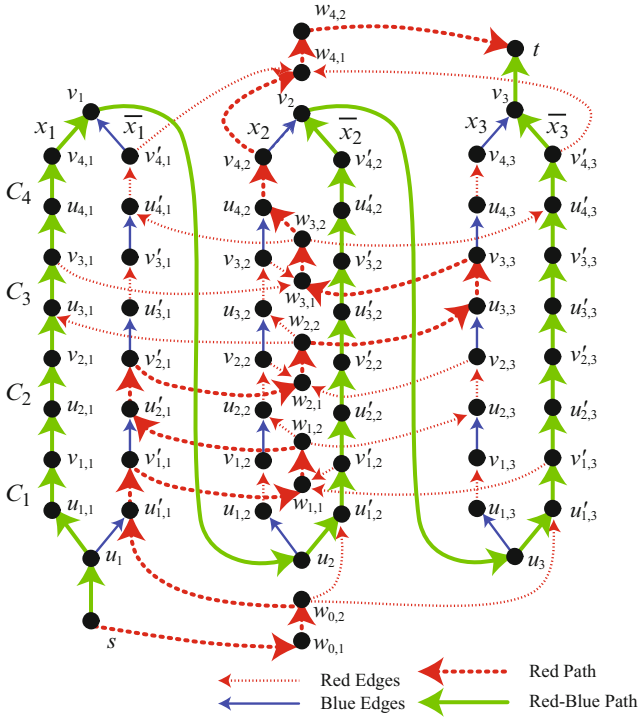 w4,2
w4,1
t
v1
v2
v3
x1
x̄1
x2
x̄2
x3
x̄3
v4,1
v′4,1
v4,2
v′4,2
v4,3
v′4,3
C4
u4,1
u′4,1
u4,2
u′4,2
u4,3
u′4,3
w3,2
v3,1
v′3,1
v3,2
v′3,2
v3,3
v′3,3
C3
w3,1
u3,1
u′3,1
u3,2
u′3,2
u3,3
u′3,3
w2,2
v2,1
v′2,1
v2,2
v′2,2
v2,3
v′2,3
C2
w2,1
u2,1
u′2,1
u2,2
u′2,2
u2,3
u′2,3
w1,2
v1,1
v′1,1
v1,2
v′1,2
v1,3
v′1,3
C1
w1,1
u1,1
u′1,1
u1,2
u′1,2
u1,3
u′1,3
u1
u2
u3
w0,2
s
w0,1
Red Edges
Red Path
Blue Edges
Red-Blue Path